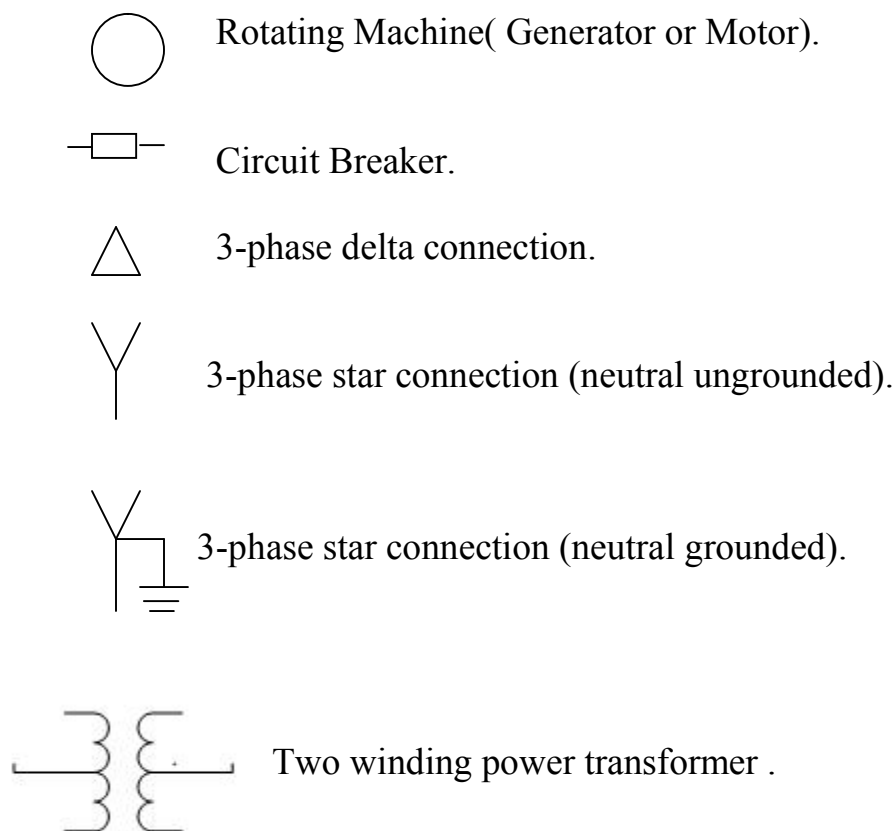 Rotating Machine( Generator or Motor).
Circuit Breaker.
3-phase delta connection.
3-phase star connection (neutral ungrounded).
3-phase star connection (neutral grounded).
Two winding power transformer .